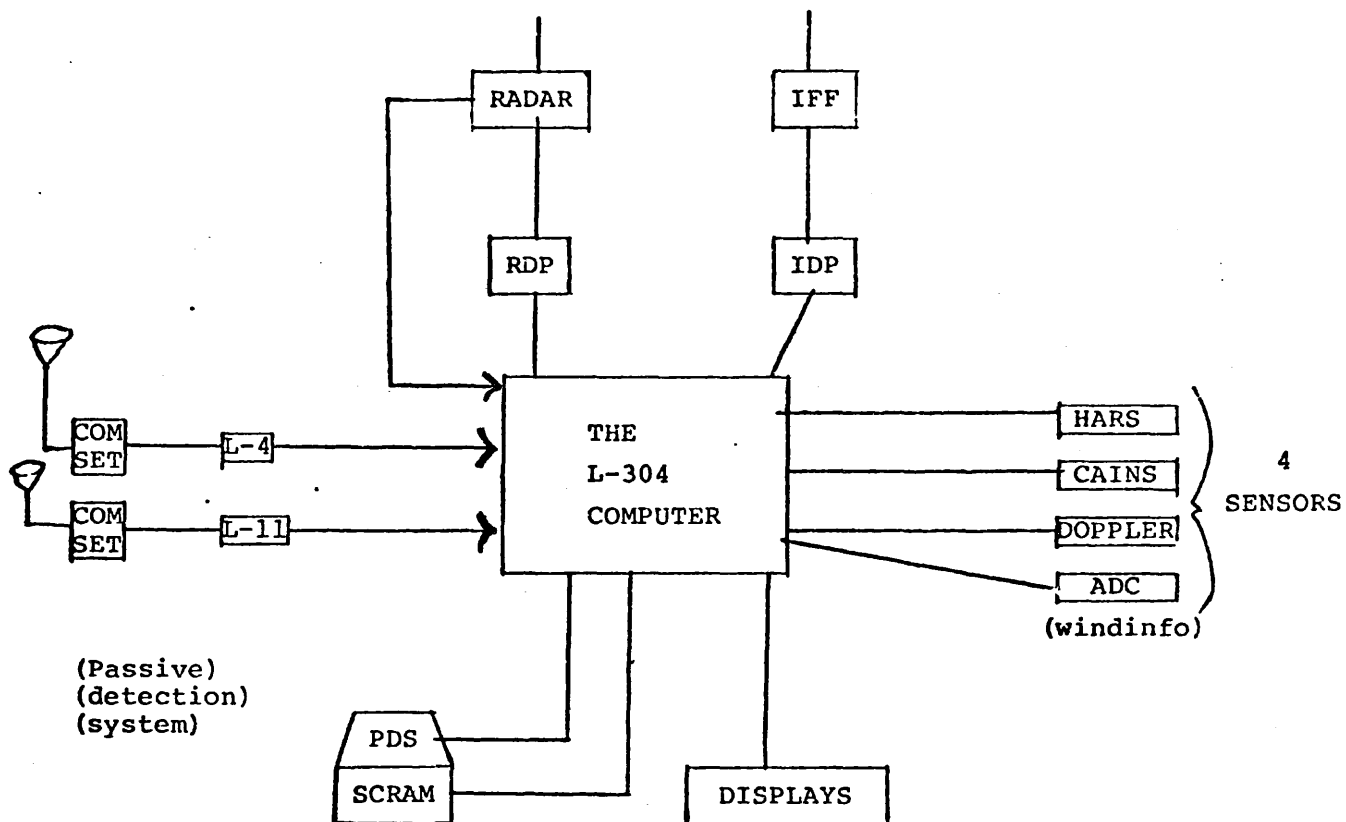 RADAR
IFF
RDP
IDP
THE
L-304
COMPUTER
COM
SET
L-4
COM
SET
L-11
HARS
CAINS
DOPPLER
ADC
(windinfo)
4
SENSORS
(Passive)
(detection)
(system)
PDS
SCRAM
DISPLAYS